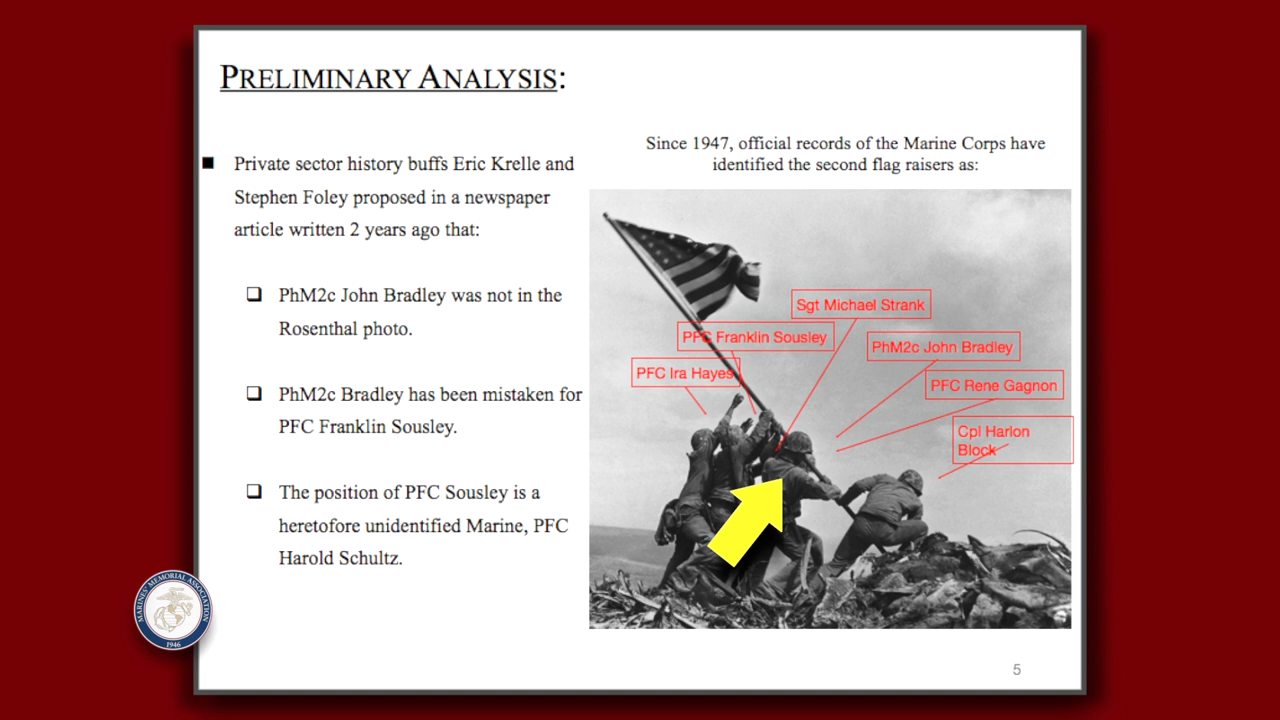 PRELIMINARY ANALYSIS:
Since 1947, official records of the Marine Corps have
identified the second flag raisers as:
■ Private sector history buffs Eric Krelle and
Stephen Foley proposed in a newspaper
article written 2 years ago that:
❑ PhM2c John Bradley was not in the
Rosenthal photo.
❑ PhM2c Bradley has been mistaken for
PFC Franklin Sousley.
❑ The position of PFC Sousley is a
heretofore unidentified Marine, PFC
Harold Schultz.
Sgt Michael Strank
PFC Franklin Sousley
PhM2c John Bradley
PFC Ira Hayes
PFC Rene Gagnon
Cpl Harlon
Block
MARINES' MEMORIAL ASSOCIATION
1946
5